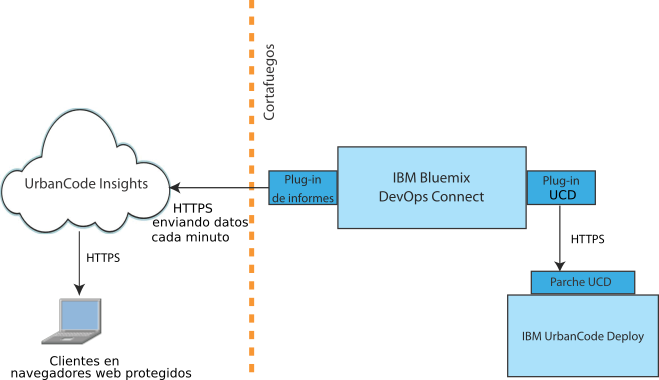 Cortafuegos
UrbanCode Insights
HTTPS
enviando datos
cada minuto
Plug-in
de informes
IBM Bluemix
DevOps Connect
Plug-in
UCD
HTTPS
HTTPS
Parche UCD
IBM UrbanCode Deploy
Clientes en
navegadores web protegidos